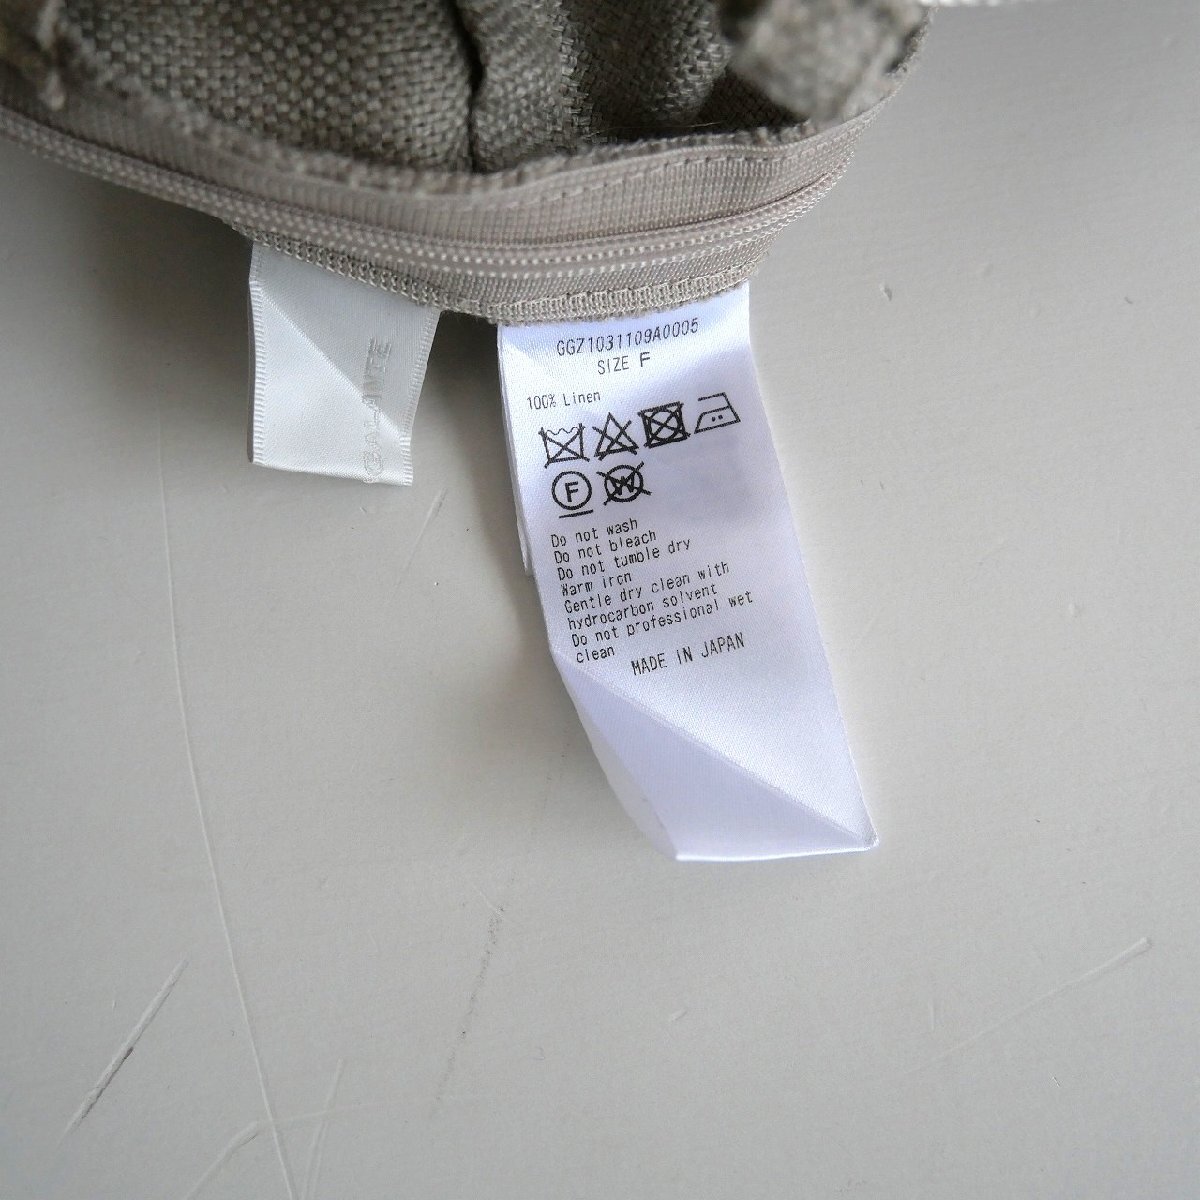 GALIVTE
GGZ1031109A0005
SIZE F
100% Linen
F
W
Do not wash
Do not bleach
Do not tumble dry
Warm iron
Gentle dry clean with
hydrocarbon solvent
Do not professional wet
clean
MADE IN JAPAN